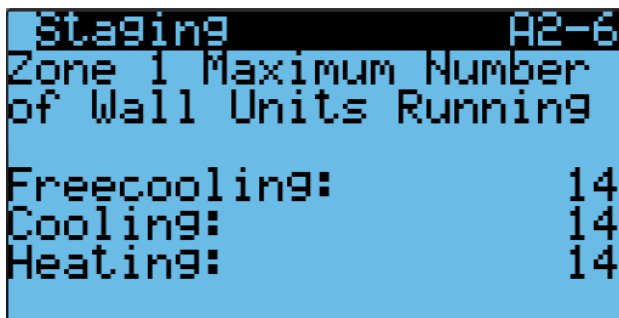 Staging A2-6
Zone 1 Maximum Number
of Wall Units Running
Freecooling: 14
Cooling: 14
Heating: 14